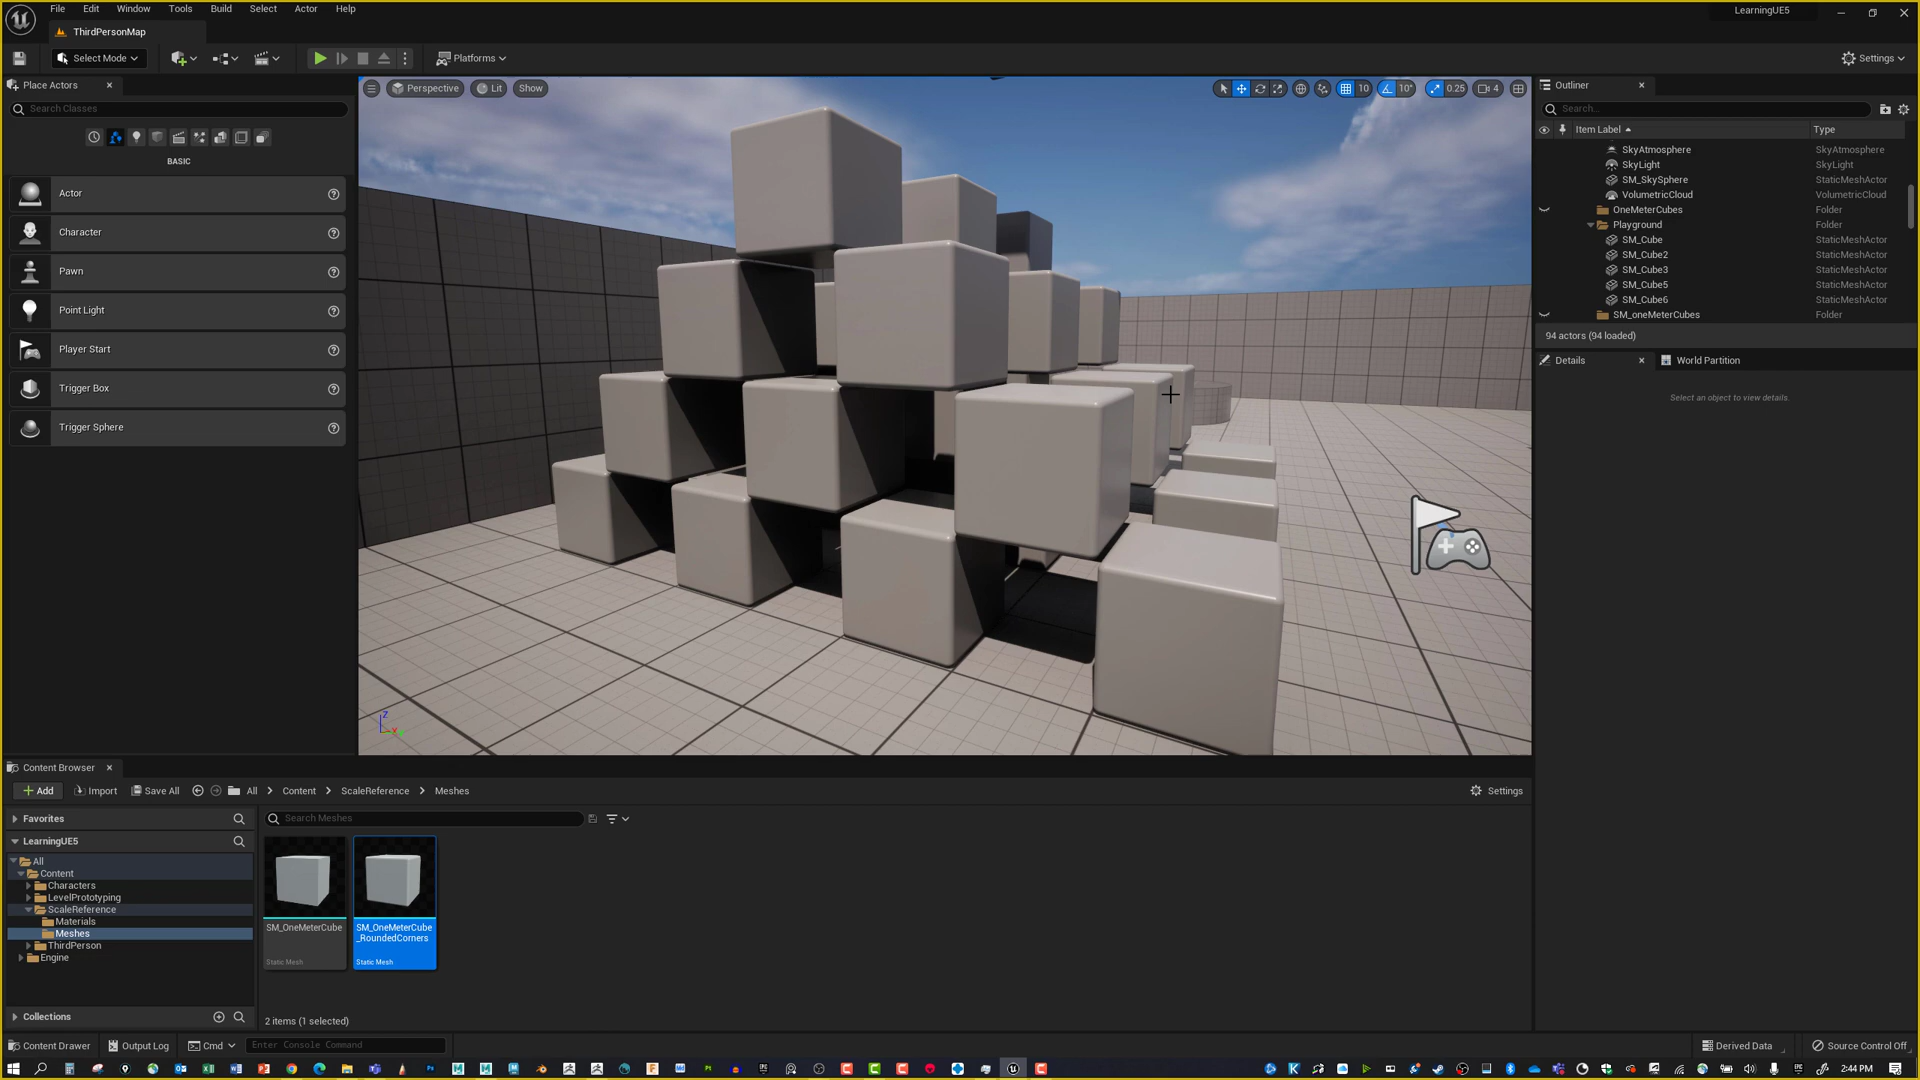 File Edit Window Tools Build Select Actor Help
LearningUE5
ThirdPersonMap
Select Mode
Platforms
Settings
Place Actors
Search Classes
BASIC
Actor
Character
Pawn
Point Light
Player Start
Trigger Box
Trigger Sphere
Perspective Lit Show
10 10° 0.25 4
Outliner
Search...
Item Label Type
SkyAtmosphere SkyAtmosphere
SkyLight SkyLight
SM_SkySphere StaticMeshActor
VolumetricCloud VolumetricCloud
OneMeterCubes Folder
Playground Folder
SM_Cube StaticMeshActor
SM_Cube2 StaticMeshActor
SM_Cube3 StaticMeshActor
SM_Cube5 StaticMeshActor
SM_Cube6 StaticMeshActor
SM_oneMeterCubes Folder
94 actors (94 loaded)
Details World Partition
Select an object to view details.
Z
Content Browser
Add Import Save All All Content ScaleReference Meshes
Settings
Favorites
LearningUE5
All
Content
Characters
LevelPrototyping
ScaleReference
Materials
Meshes
ThirdPerson
Engine
Collections
Search Meshes
SM_OneMeterCube
Static Mesh
SM_OneMeterCube
_RoundedCorners
Static Mesh
2 items (1 selected)
Content Drawer Output Log Cmd Enter Console Command
Derived Data Source Control Off
2:44 PM